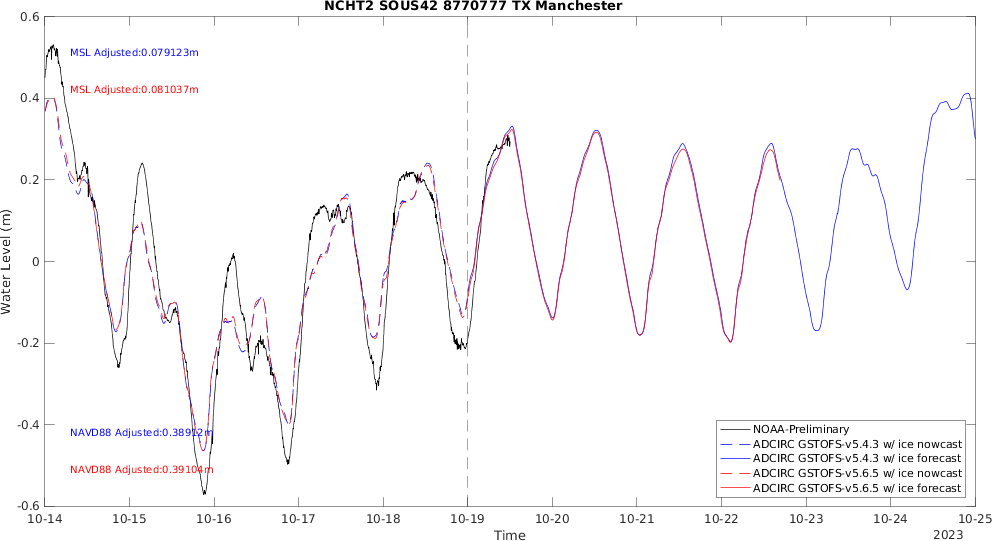 NCHT2 SOUS42 8770777 TX Manchester
0.6
MSL Adjusted:0.079123m
MSL Adjusted:0.081037m
0.4
0.2
0
-0.2
-0.4
-0.6
Water Level (m)
NAVD88 Adjusted:0.38912m
NAVD88 Adjusted:0.39104m
NOAA-Preliminary
ADCIRC GSTOFS-v5.4.3 w/ ice nowcast
ADCIRC GSTOFS-v5.4.3 w/ ice forecast
ADCIRC GSTOFS-v5.6.5 w/ ice nowcast
ADCIRC GSTOFS-v5.6.5 w/ ice forecast
10-14 10-15 10-16 10-17 10-18 10-19 10-20 10-21 10-22 10-23 10-24 10-25
Time
2023